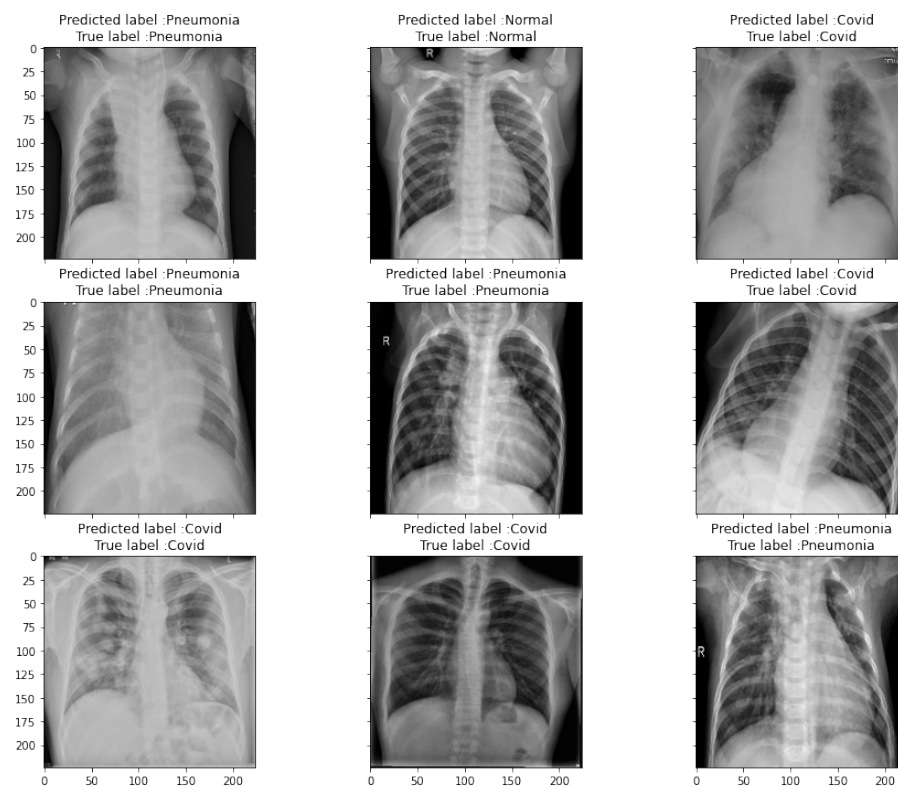 Predicted label :Pneumonia
True label :Pneumonia
Predicted label :Normal
True label :Normal
Predicted label :Covid
True label :Covid
0
25
50
75
100
125
150
175
200
R
Predicted label :Pneumonia
True label :Pneumonia
Predicted label :Pneumonia
True label :Pneumonia
Predicted label :Covid
True label :Covid
0
25
50
75
100
125
150
175
200
R
Predicted label :Covid
True label :Covid
Predicted label :Covid
True label :Covid
Predicted label :Pneumonia
True label :Pneumonia
0
25
50
75
100
125
150
175
200
R
0 50 100 150 200
0 50 100 150 200
0 50 100 150 200